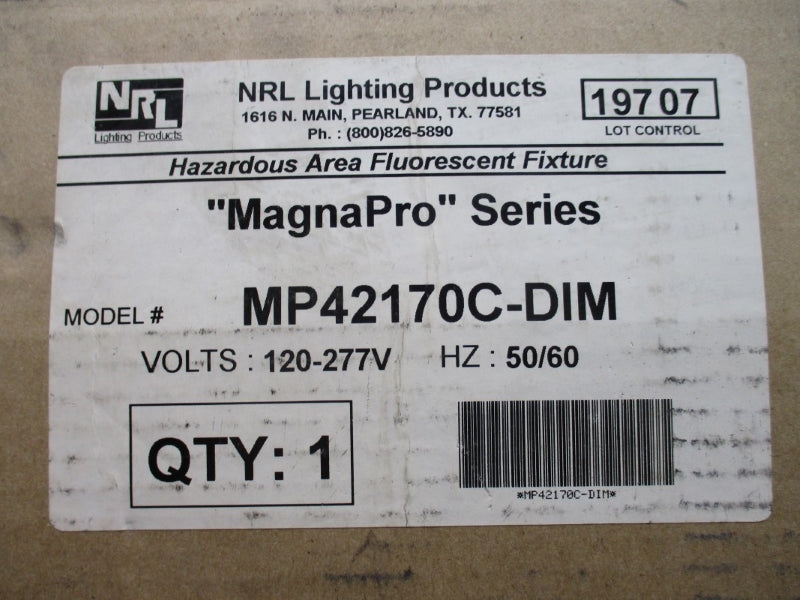 NRL
Lighting Products
NRL Lighting Products
1616 N. MAIN, PEARLAND, TX. 77581
Ph. : (800)826-5890
19707
LOT CONTROL
Hazardous Area Fluorescent Fixture
"MagnaPro" Series
MODEL # MP42170C-DIM
VOLTS : 120-277V HZ : 50/60
QTY: 1
*MP42170C-DIM*